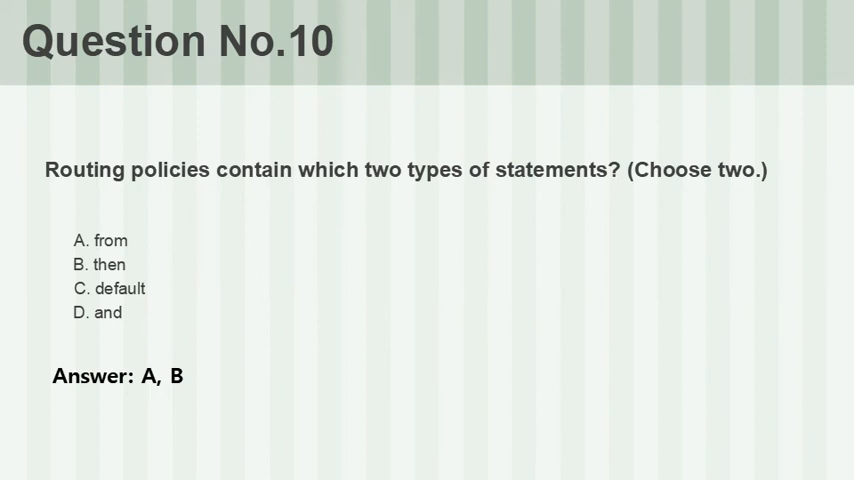 Question No.10
Routing policies contain which two types of statements? (Choose two.)
A. from
B. then
C. default
D. and
Answer: A, B